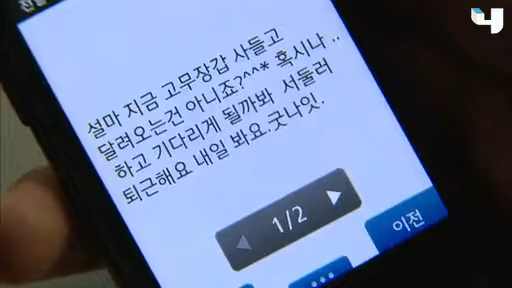 설마 지금 고무장갑 사들고
달려오는건 아니죠?^^* 혹시나 ..
하고 기다리게 될까봐 서둘러
퇴근해요 내일 봐요.굿나잇.
1/2
이전